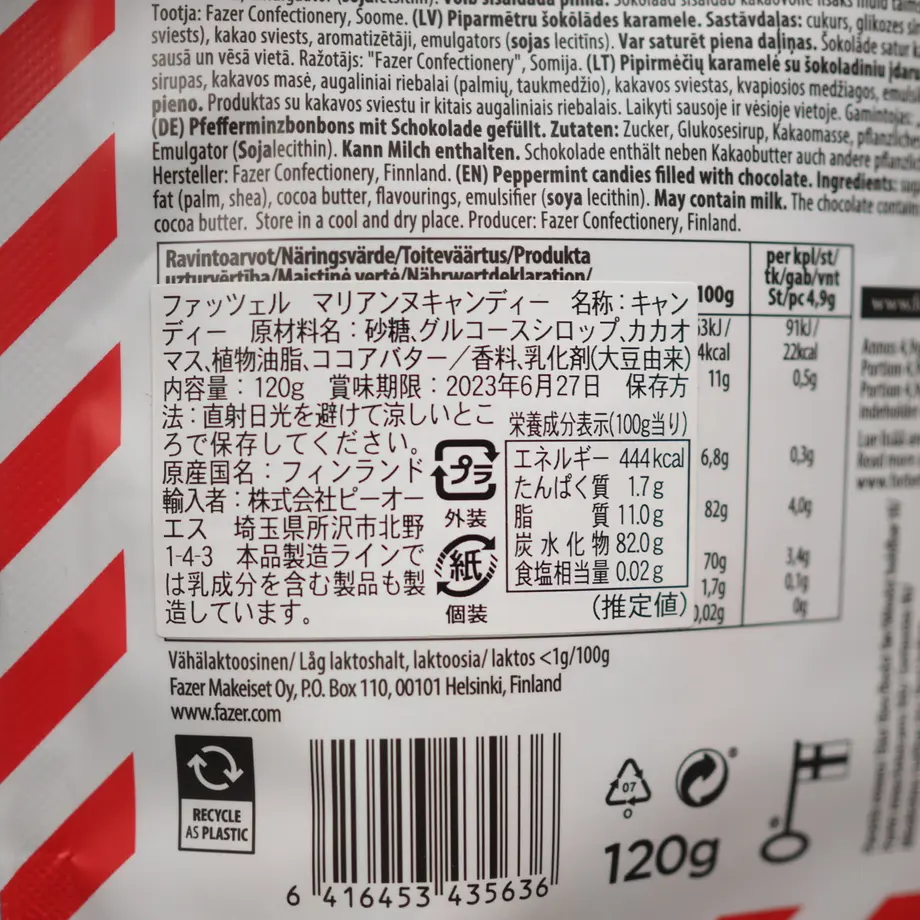 Tootja: Fazer Confectionery, Soome. (LV) Piparmētru šokolādes karamele. Sastāvdaļas: cukurs, glikozes
sviests), kakao sviests, aromatizētāji, emulgators (sojas lecitīns). Var saturēt piena daļiņas. Šokolāde satur
sausā un vēsā vietā. Ražotājs: "Fazer Confectionery", Somija. (LT) Pipirmėčių karamelė su šokoladiniu
sirupas, kakavos masė, augaliniai riebalai (palmių, taukmedžio), kakavos sviestas, kvapiosios medžiagos,
pieno. Produktas su kakavos sviestu ir kitais augaliniais riebalais. Laikyti sausoje ir vėsioje vietoje. Gamintojas:
(DE) Pfefferminzbonbons mit Schokolade gefüllt. Zutaten: Zucker, Glukosesirup, Kakaomasse,
Emulgator (Sojalecithin). Kann Milch enthalten. Schokolade enthält neben Kakaobutter auch andere
Hersteller: Fazer Confectionery, Finnland. (EN) Peppermint candies filled with chocolate. Ingredients:
fat (palm, shea), cocoa butter, flavourings, emulsifier (soya lecithin). May contain milk. The chocolate
cocoa butter. Store in a cool and dry place. Producer: Fazer Confectionery, Finland.
Ravintoarvot/Näringsvärde/Toiteväärtus/Produkta
uzturvērtība/Maistinė vertė/Nährwertdeklaration/
100g
per kpl/st/
tk/gab/vnt
St/pc 4,9g
3kJ/ 91kJ/
4kcal 22kcal
11g 0,5g
6,8g 0,3g
82g 4,0g
70g 3,4g
1,7g 0,1g
0,02g 0g
ファッツェル マリアンヌキャンディー 名称：キャン
ディー 原材料名：砂糖、グルコースシロップ、カカオ
マス、植物油脂、ココアバター／香料、乳化剤(大豆由来)
内容量：120g 賞味期限：2023年6月27日 保存方
法：直射日光を避けて涼しいとこ
ろで保存してください。
原産国名：フィンランド
輸入者：株式会社ピーオー
エス 埼玉県所沢市北野
1-4-3 本品製造ラインで
は乳成分を含む製品も製
造しています。
プラ
外装
紙
個装
栄養成分表示(100g当り)
エネルギー 444kcal
たんぱく質 1.7g
脂 質 11.0g
炭水化物 82.0g
食塩相当量 0.02g
(推定値)
Vähälaktoosinen/ Låg laktoshalt, laktoosia/ laktos <1g/100g
Fazer Makeiset Oy, P.O. Box 110, 00101 Helsinki, Finland
www.fazer.com
RECYCLE
AS PLASTIC
6 416453 435636
07
120g